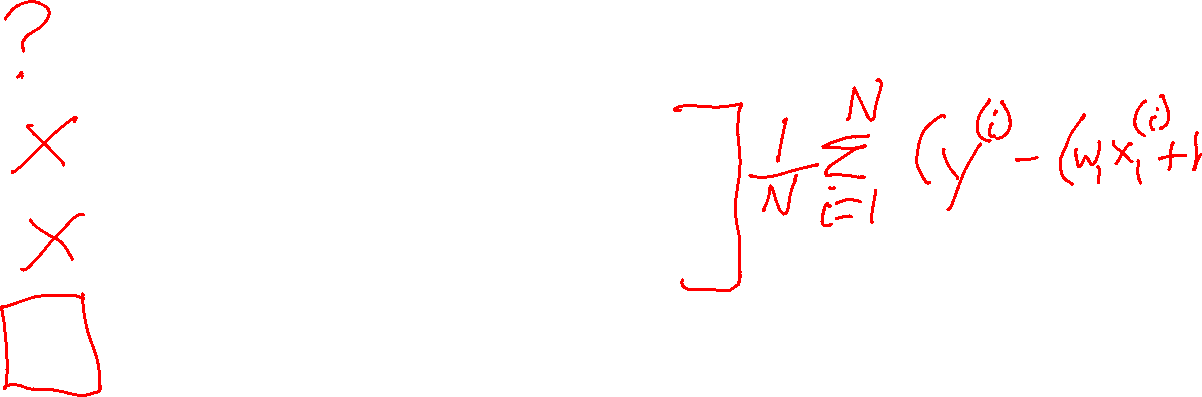 ?
×
×
] 1/N Σ_{i=1}^{N} (y^{(i)} - (w_1 x_1^{(i)} +